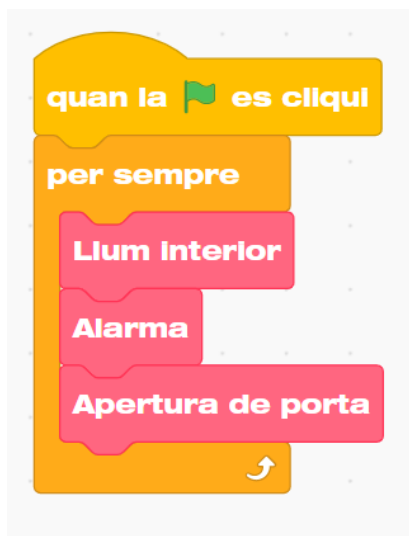 quan la es cliqui
per sempre
Llum interior
Alarma
Apertura de porta